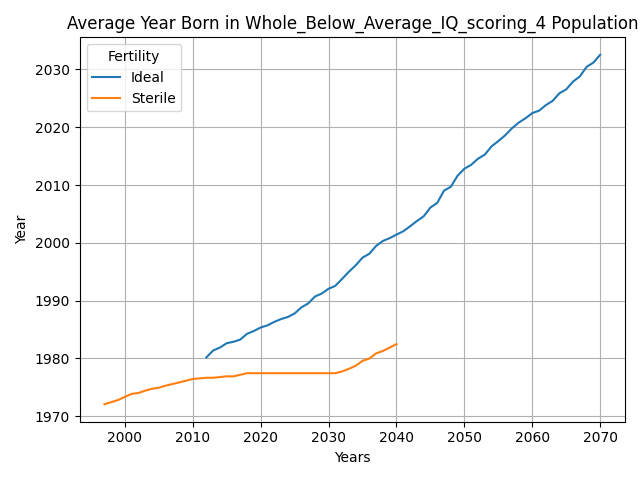 Average Year Born in Whole_Below_Average_IQ_scoring_4 Population
Fertility
Ideal
Sterile
Year
2030
2020
2010
2000
1990
1980
1970
2000 2010 2020 2030 2040 2050 2060 2070
Years